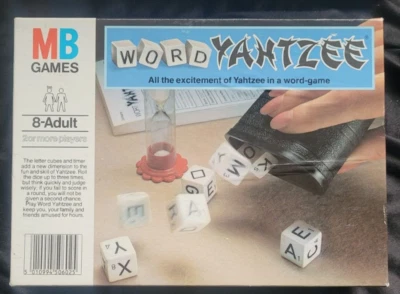 MB
GAMES
WORD YAHTZEE
All the excitement of Yahtzee in a word-game
8-Adult
2 or more players
The letter cubes and timer
add a new dimension to the
fun and skill of Yahtzee. Roll
the dice up to three times,
but think quickly and judge
wisely: if you fail to score in
a round, you will not be
given a second chance.
Play Word Yahtzee and
keep you, your family and
friends amused for hours.
K
O
M
Y
G
O
E
A
Y
X
A
E
C